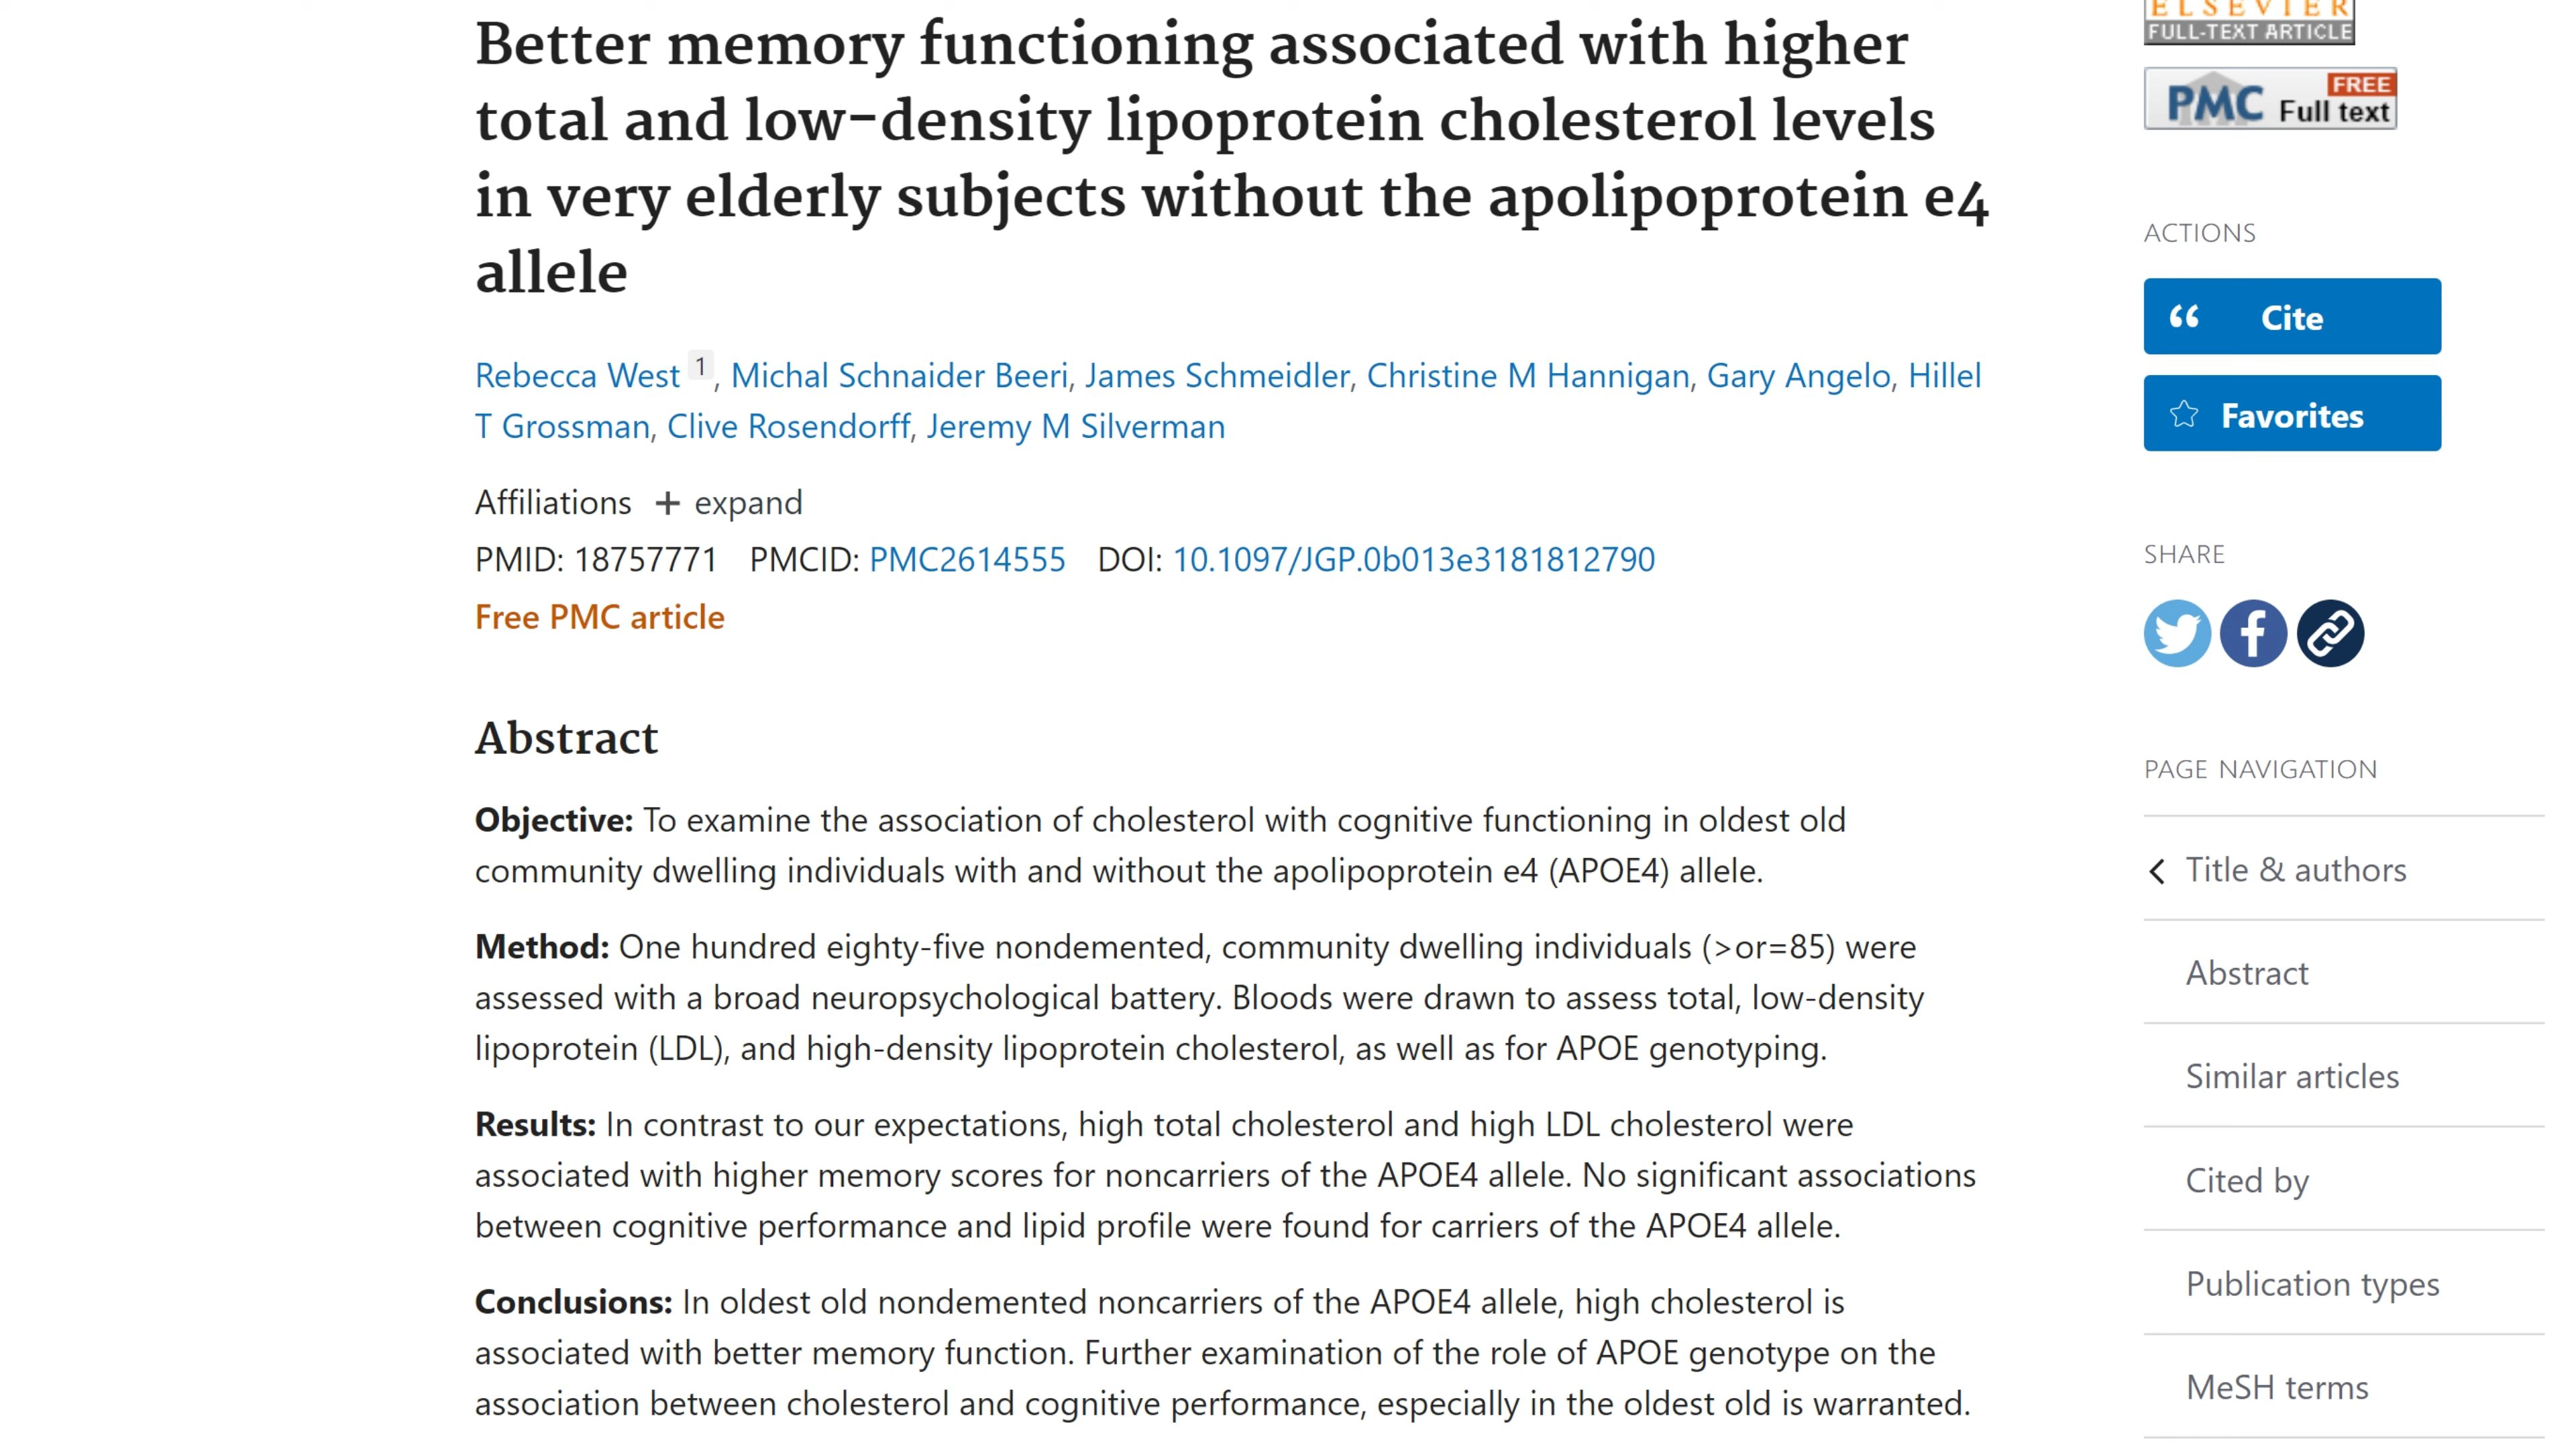 Better memory functioning associated with higher
total and low-density lipoprotein cholesterol levels
in very elderly subjects without the apolipoprotein e4
allele
Rebecca West 1, Michal Schnaider Beeri, James Schmeidler, Christine M Hannigan, Gary Angelo, Hillel
T Grossman, Clive Rosendorff, Jeremy M Silverman
Affiliations + expand
PMID: 18757771 PMCID: PMC2614555 DOI: 10.1097/JGP.0b013e3181812790
Free PMC article
Abstract
Objective: To examine the association of cholesterol with cognitive functioning in oldest old
community dwelling individuals with and without the apolipoprotein e4 (APOE4) allele.
Method: One hundred eighty-five nondemented, community dwelling individuals (>or=85) were
assessed with a broad neuropsychological battery. Bloods were drawn to assess total, low-density
lipoprotein (LDL), and high-density lipoprotein cholesterol, as well as for APOE genotyping.
Results: In contrast to our expectations, high total cholesterol and high LDL cholesterol were
associated with higher memory scores for noncarriers of the APOE4 allele. No significant associations
between cognitive performance and lipid profile were found for carriers of the APOE4 allele.
Conclusions: In oldest old nondemented noncarriers of the APOE4 allele, high cholesterol is
associated with better memory function. Further examination of the role of APOE genotype on the
association between cholesterol and cognitive performance, especially in the oldest old is warranted.
ELSEVIER
FULL-TEXT ARTICLE
PMC FREE
Full text
ACTIONS
Cite
Favorites
SHARE
PAGE NAVIGATION
Title & authors
Abstract
Similar articles
Cited by
Publication types
MeSH terms